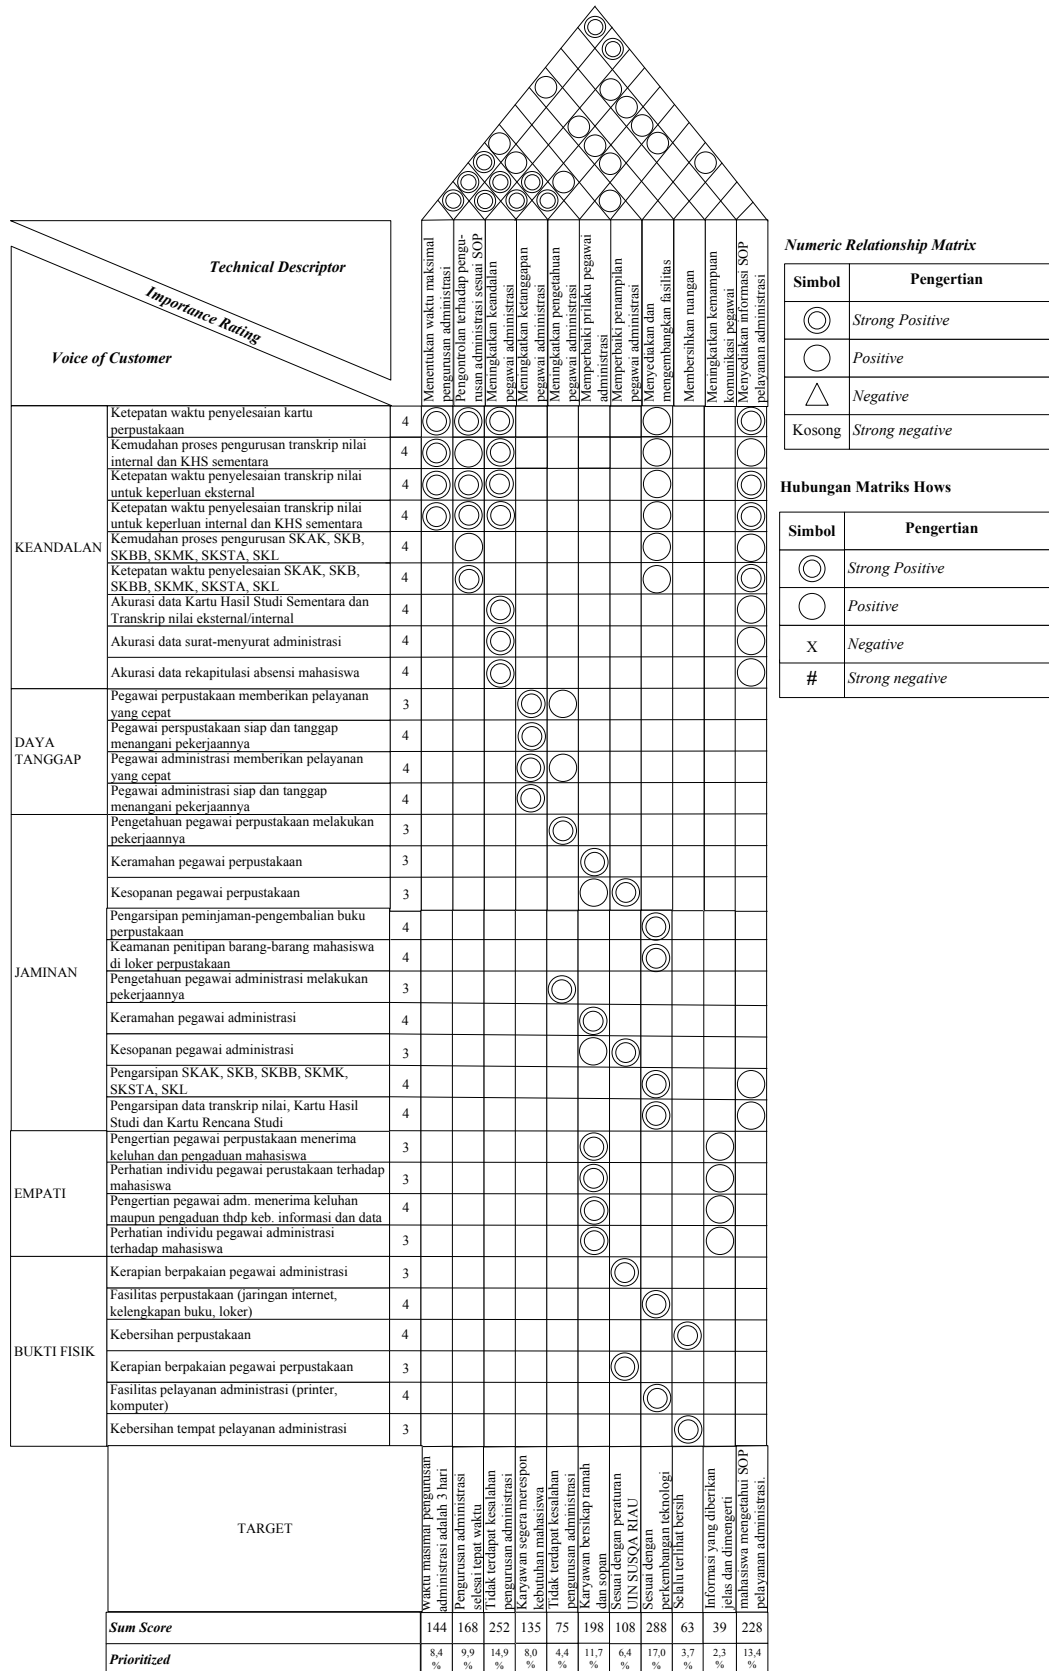 Technical Descriptor
Importance Rating
Voice of Customer
Menentukan waktu maksimal
pengurusan administrasi
Pengontrolan terhadap pengu-
rusan administrasi sesuai SOP
Meningkatkan keandalan
pegawai administrasi
Meningkatkan ketanggapan
pegawai administrasi
Meningkatkan pengetahuan
pegawai administrasi
Memperbaiki prilaku pegawai
administrasi
Memperbaiki penampilan
pegawai administrasi
Menyediakan dan
mengembangkan fasilitas
Membersihkan ruangan
Meningkatkan kemampuan
komunikasi pegawai
Menyediakan informasi SOP
pelayanan administrasi
Numeric Relationship Matrix
Simbol Pengertian
Strong Positive
Positive
Negative
Kosong Strong negative
Hubungan Matriks Hows
Simbol Pengertian
Strong Positive
Positive
X Negative
# Strong negative
KEANDALAN
Ketepatan waktu penyelesaian kartu
perpustakaan
4
Kemudahan proses pengurusan transkrip nilai
internal dan KHS sementara
4
Ketepatan waktu penyelesaian transkrip nilai
untuk keperluan eksternal
4
Ketepatan waktu penyelesaian transkrip nilai
untuk keperluan internal dan KHS sementara
4
Kemudahan proses pengurusan SKAK, SKB,
SKBB, SKMK, SKSTA, SKL
4
Ketepatan waktu penyelesaian SKAK, SKB,
SKBB, SKMK, SKSTA, SKL
4
Akurasi data Kartu Hasil Studi Sementara dan
Transkrip nilai eksternal/internal
4
Akurasi data surat-menyurat administrasi
4
Akurasi data rekapitulasi absensi mahasiswa
4
DAYA
TANGGAP
Pegawai perpustakaan memberikan pelayanan
yang cepat
3
Pegawai perspustakaan siap dan tanggap
menangani pekerjaannya
4
Pegawai administrasi memberikan pelayanan
yang cepat
4
Pegawai administrasi siap dan tanggap
menangani pekerjaannya
4
JAMINAN
Pengetahuan pegawai perpustakaan melakukan
pekerjaannya
3
Keramahan pegawai perpustakaan
3
Kesopanan pegawai perpustakaan
3
Pengarsipan peminjaman-pengembalian buku
perpustakaan
4
Keamanan penitipan barang-barang mahasiswa
di loker perpustakaan
4
Pengetahuan pegawai administrasi melakukan
pekerjaannya
3
Keramahan pegawai administrasi
4
Kesopanan pegawai administrasi
3
Pengarsipan SKAK, SKB, SKBB, SKMK,
SKSTA, SKL
4
Pengarsipan data transkrip nilai, Kartu Hasil
Studi dan Kartu Rencana Studi
4
EMPATI
Pengertian pegawai perpustakaan menerima
keluhan dan pengaduan mahasiswa
3
Perhatian individu pegawai perustakaan terhadap
mahasiswa
3
Pengertian pegawai adm. menerima keluhan
maupun pengaduan thdp keb. informasi dan data
4
Perhatian individu pegawai administrasi
terhadap mahasiswa
3
BUKTI FISIK
Kerapian berpakaian pegawai administrasi
3
Fasilitas perpustakaan (jaringan internet,
kelengkapan buku, loker)
4
Kebersihan perpustakaan
4
Kerapian berpakaian pegawai perpustakaan
3
Fasilitas pelayanan administrasi (printer,
komputer)
4
Kebersihan tempat pelayanan administrasi
3
TARGET
Waktu masimal pengurusan
administrasi adalah 3 hari
Pengurusan administrasi
selesai tepat waktu
Tidak terdapat kesalahan
pengurusan administrasi
Karyawan segera merespon
kebutuhan mahasiswa
Tidak terdapat kesalahan
pengurusan administrasi
Karyawan bersikap ramah
dan sopan
Sesuai dengan peraturan
UIN SUSQA RIAU
Sesuai dengan
perkembangan teknologi
Selalu terlihat bersih
Informasi yang diberikan
jelas dan dimengerti
mahasiswa mengetahui SOP
pelayanan administrasi.
Sum Score 144 168 252 135 75 198 108 288 63 39 228
Prioritized 8,4 % 9,9 % 14,9 % 8,0 % 4,4 % 11,7 % 6,4 % 17,0 % 3,7 % 2,3 % 13,4 %